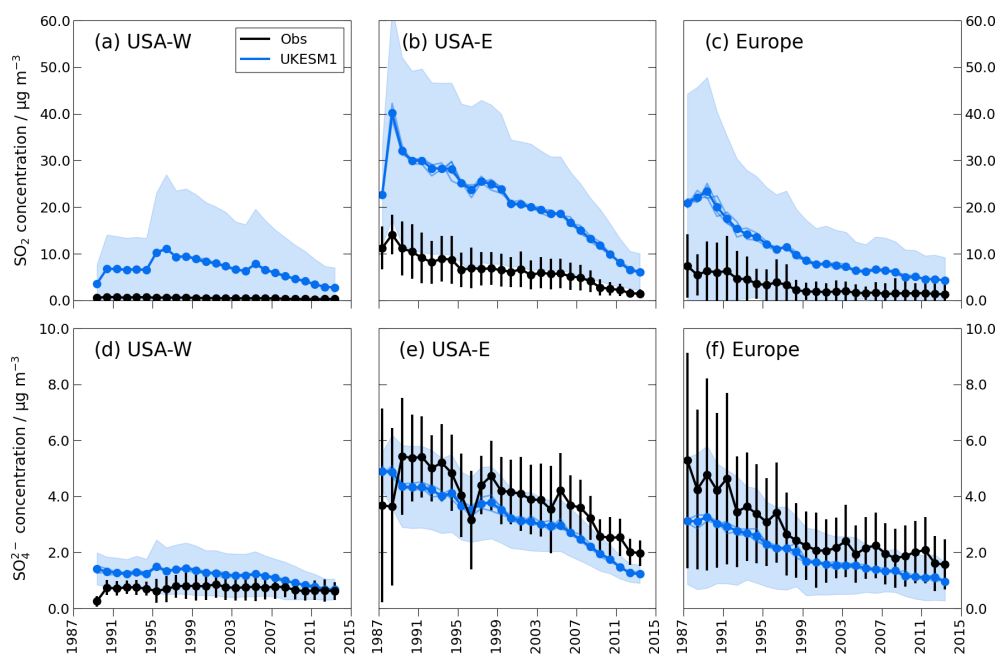 (a) USA-W
Obs
UKESM1
(b) USA-E
(c) Europe
SO₂ concentration / μg m⁻³
60.0
50.0
40.0
30.0
20.0
10.0
0.0
60.0
50.0
40.0
30.0
20.0
10.0
0.0
(d) USA-W
(e) USA-E
(f) Europe
SO₄²⁻ concentration / μg m⁻³
10.0
8.0
6.0
4.0
2.0
0.0
10.0
8.0
6.0
4.0
2.0
0.0
1987 1991 1995 1999 2003 2007 2011 2015
1987 1991 1995 1999 2003 2007 2011 2015
1987 1991 1995 1999 2003 2007 2011 2015